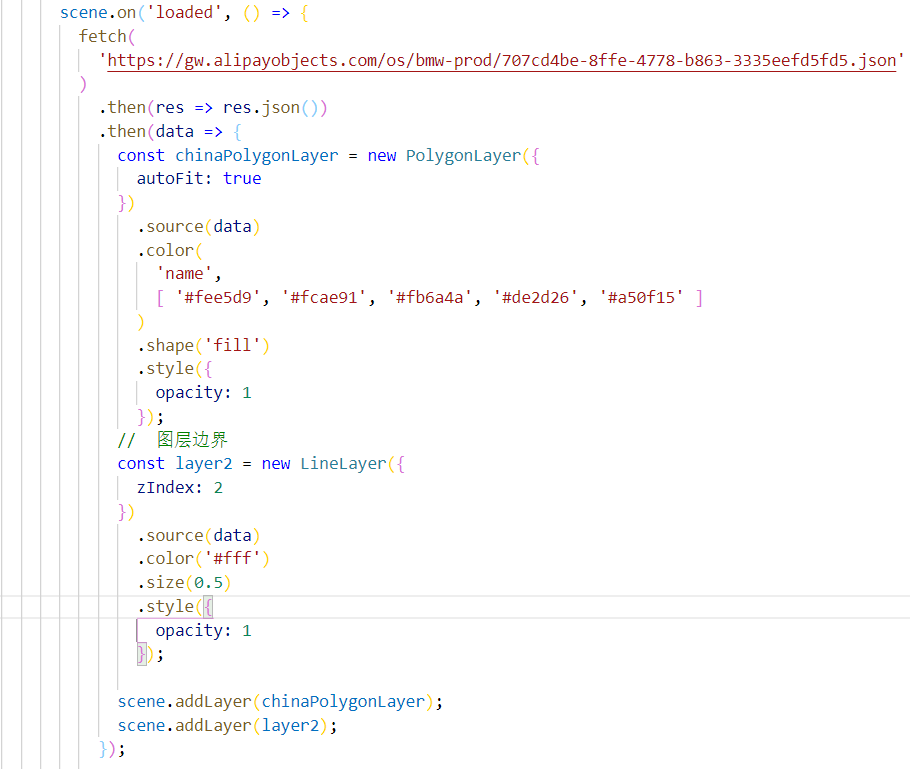 scene.on('loaded', () => {
fetch(
'https://gw.alipayobjects.com/os/bmw-prod/707cd4be-8ffe-4778-b863-3335eefd5fd5.json'
)
.then(res => res.json())
.then(data => {
const chinaPolygonLayer = new PolygonLayer({
autoFit: true
})
.source(data)
.color(
'name',
[ '#fee5d9', '#fcae91', '#fb6a4a', '#de2d26', '#a50f15' ]
)
.shape('fill')
.style({
opacity: 1
});
// 图层边界
const layer2 = new LineLayer({
zIndex: 2
})
.source(data)
.color('#fff')
.size(0.5)
.style({
opacity: 1
});
scene.addLayer(chinaPolygonLayer);
scene.addLayer(layer2);
});